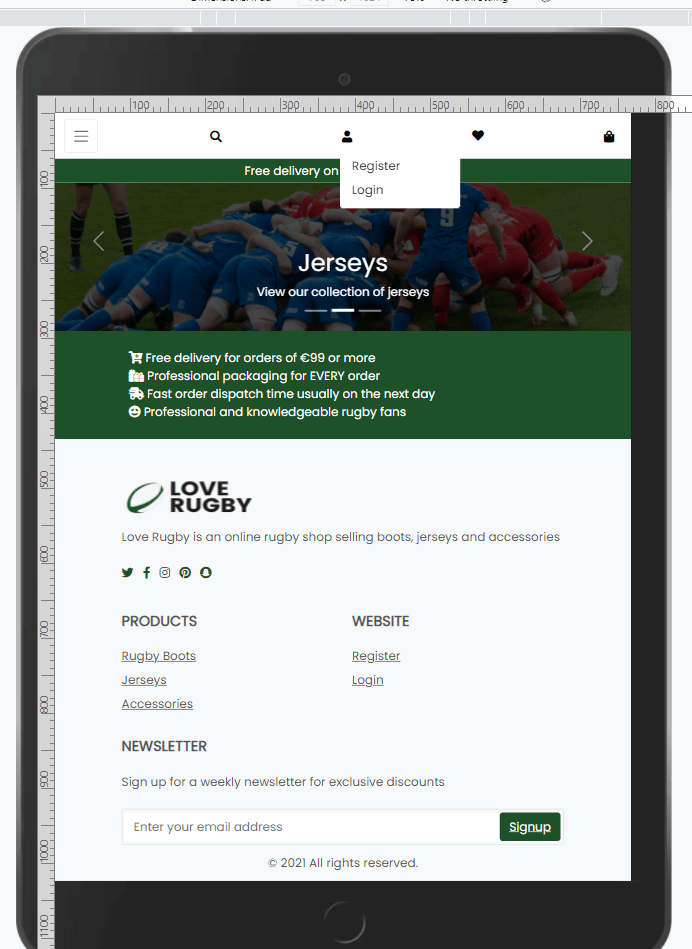 100 200 300 400 500 600 700 800
Free delivery on
Register
Login
9
Jerseys
View our collection of jerseys
Free delivery for orders of €99 or more
Professional packaging for EVERY order
Fast order dispatch time usually on the next day
Professional and knowledgeable rugby fans
LOVE
RUGBY
Love Rugby is an online rugby shop selling boots, jerseys and accessories
PRODUCTS WEBSITE
Rugby Boots Register
Jerseys Login
Accessories
NEWSLETTER
Sign up for a weekly newsletter for exclusive discounts
Enter your email address Signup
© 2021 All rights reserved.
100
200
300
400
500
600
700
800
900
1000
1100